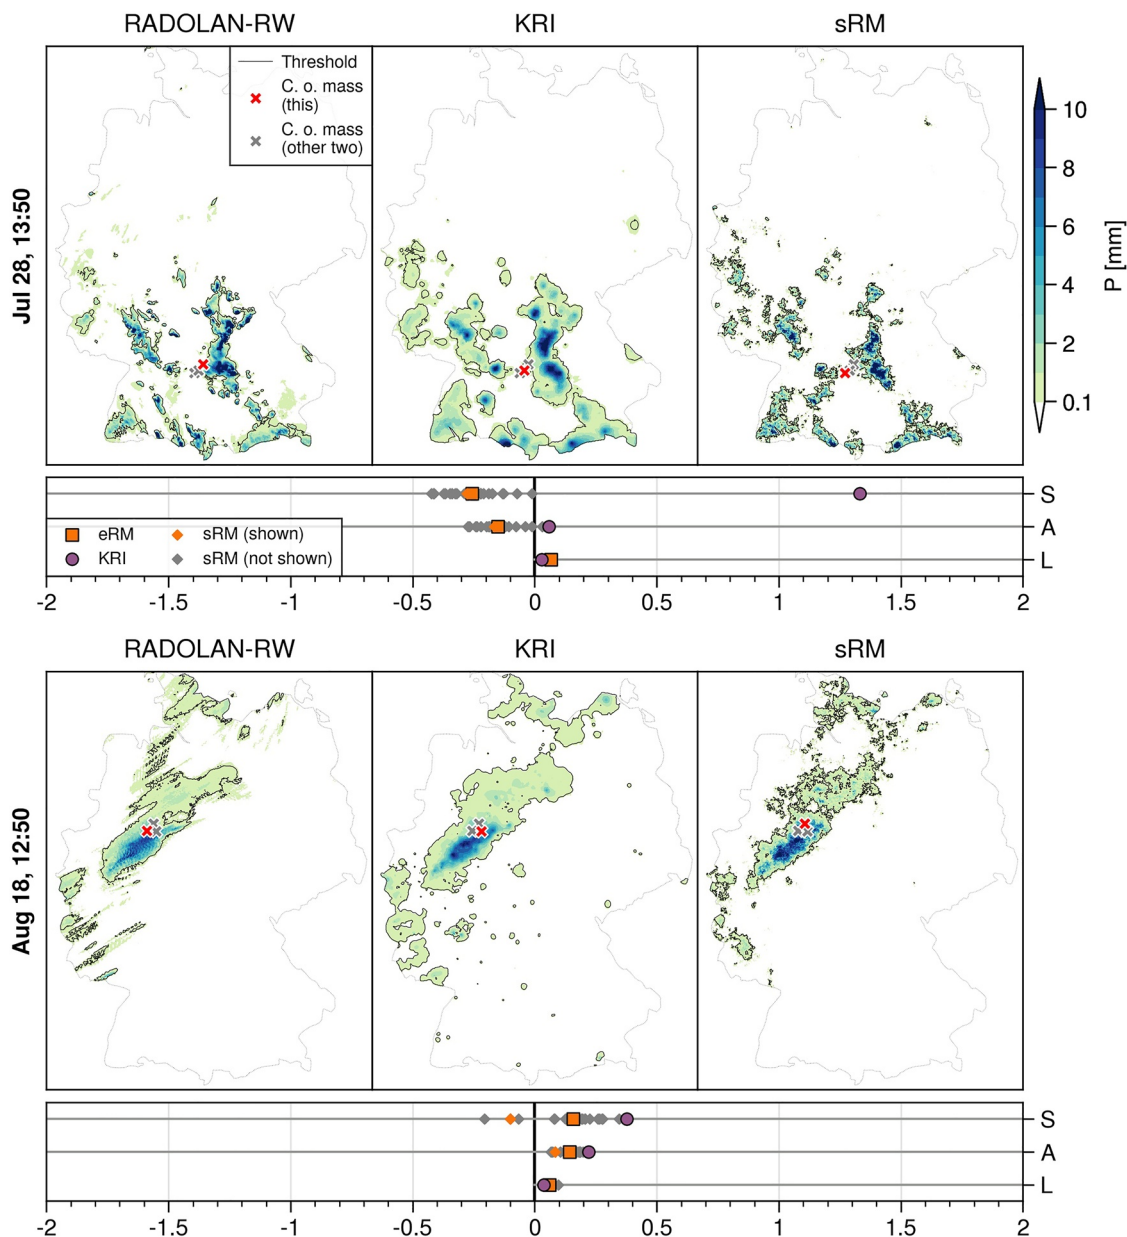 RADOLAN-RW KRI sRM
Threshold
C. o. mass
(this)
C. o. mass
(other two)
Jul 28, 13:50
10
8
6
4
2
0.1
P [mm]
S
A
L
eRM sRM (shown)
KRI sRM (not shown)
-2 -1.5 -1 -0.5 0 0.5 1 1.5 2
RADOLAN-RW KRI sRM
Aug 18, 12:50
S
A
L
-2 -1.5 -1 -0.5 0 0.5 1 1.5 2